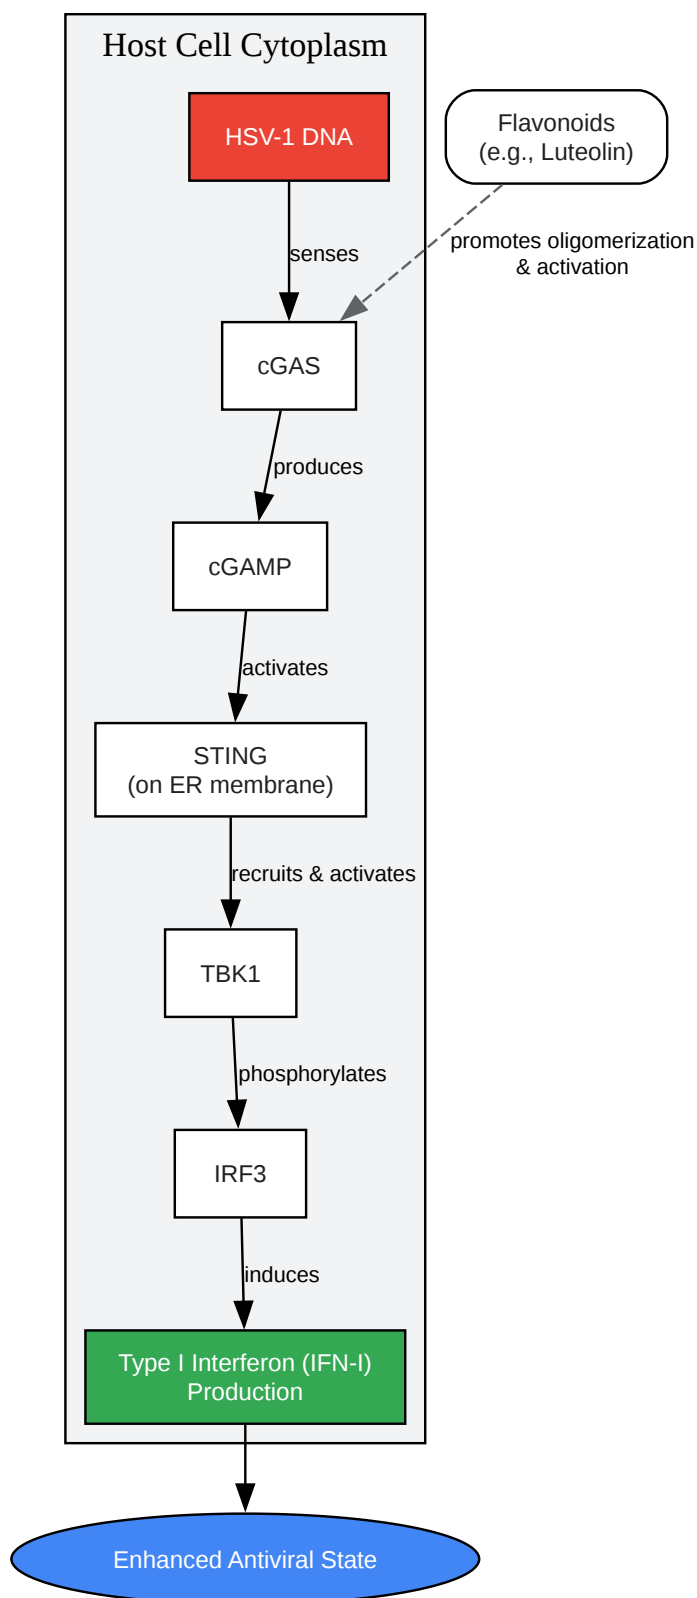 Host Cell Cytoplasm
HSV-1 DNA
Flavonoids
(e.g., Luteolin)
senses
promotes oligomerization
& activation
cGAS
produces
cGAMP
activates
STING
(on ER membrane)
recruits & activates
TBK1
phosphorylates
IRF3
induces
Type I Interferon (IFN-I)
Production
Enhanced Antiviral State